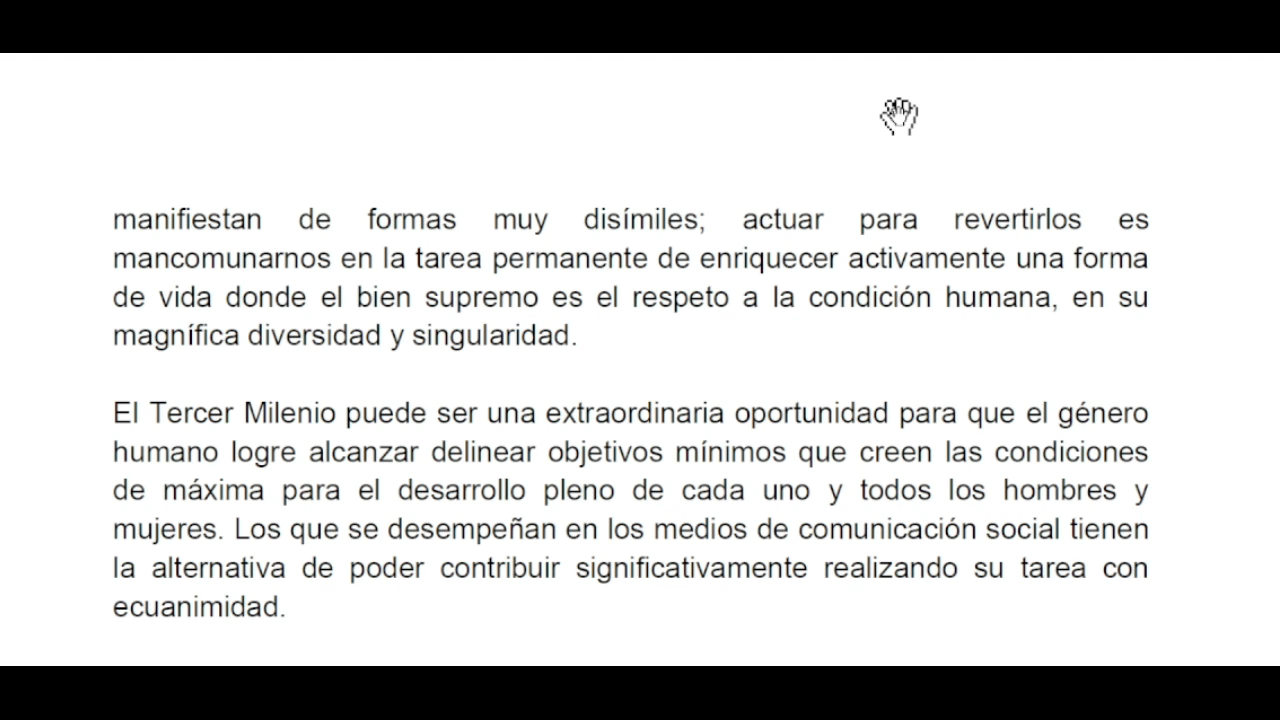 manifiestan de formas muy disímiles; actuar para revertirlos es
mancomunarnos en la tarea permanente de enriquecer activamente una forma
de vida donde el bien supremo es el respeto a la condición humana, en su
magnífica diversidad y singularidad.
El Tercer Milenio puede ser una extraordinaria oportunidad para que el género
humano logre alcanzar delinear objetivos mínimos que creen las condiciones
de máxima para el desarrollo pleno de cada uno y todos los hombres y
mujeres. Los que se desempeñan en los medios de comunicación social tienen
la alternativa de poder contribuir significativamente realizando su tarea con
ecuanimidad.